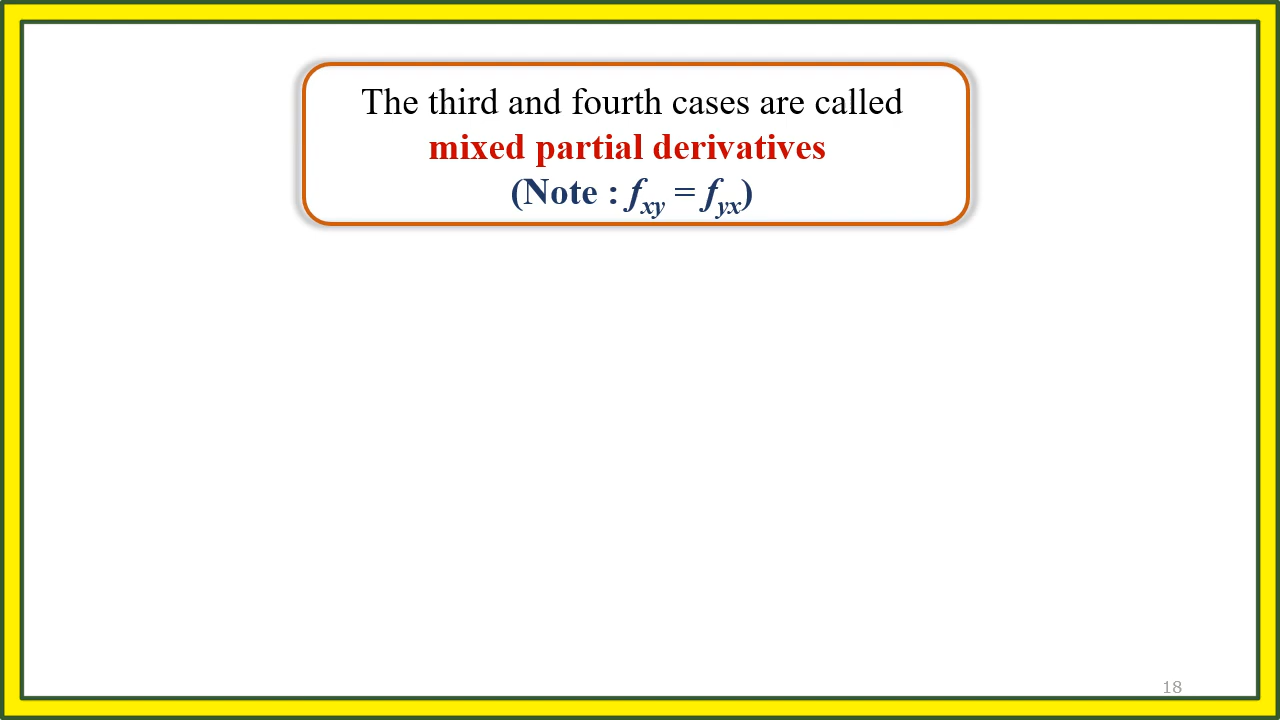 The third and fourth cases are called
mixed partial derivatives
(Note : f_xy = f_yx)
18